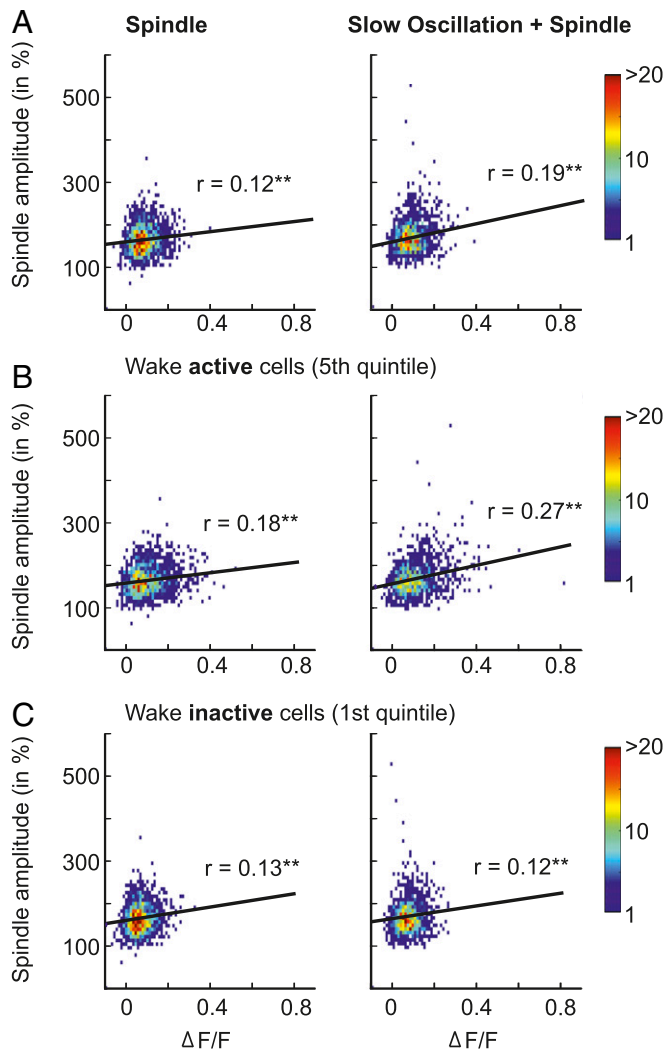 A
Spindle
Slow Oscillation + Spindle
Spindle amplitude (in %)
500
300
100
0
0.4
0.8
r = 0.12**
0
0.4
0.8
r = 0.19**
>20
10
1
B
Wake active cells (5th quintile)
Spindle amplitude (in %)
500
300
100
0
0.4
0.8
r = 0.18**
0
0.4
0.8
r = 0.27**
>20
10
1
C
Wake inactive cells (1st quintile)
Spindle amplitude (in %)
500
300
100
0
0.4
0.8
r = 0.13**
ΔF/F
0
0.4
0.8
r = 0.12**
ΔF/F
>20
10
1